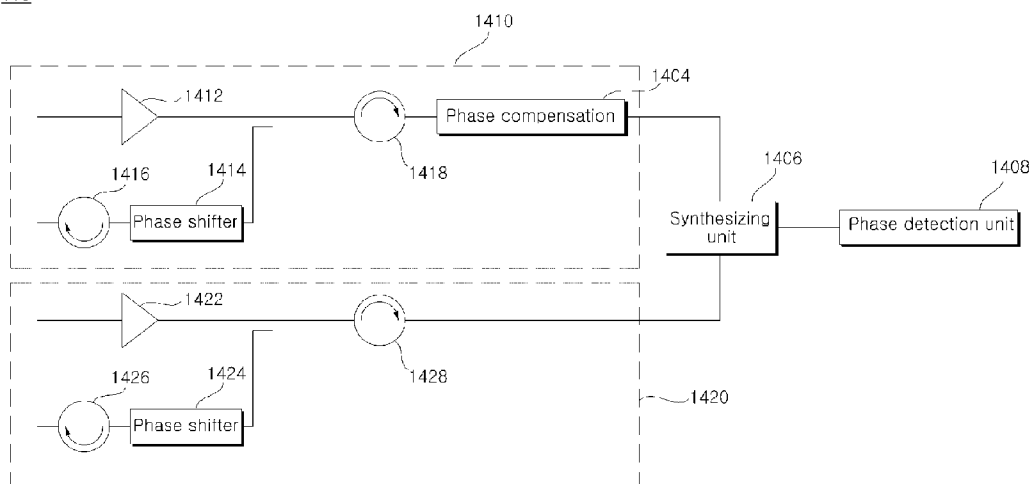 1410
1404
1412
Phase compensation
1418
1406
1408
1416
1414
Phase shifter
Synthesizing
unit
Phase detection unit
1422
1428
1426
1424
Phase shifter
1420